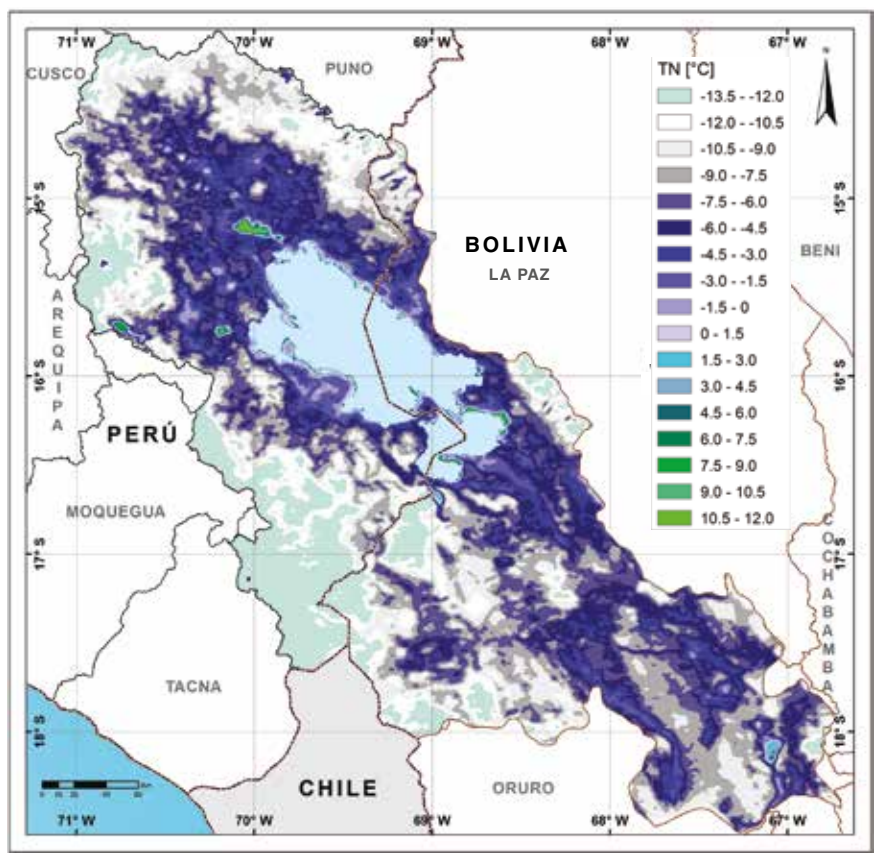 71° W
70° W
69° W
68° W
67° W
CUSCO
PUNO
TN [°C]
N
-13.5 - -12.0
-12.0 - -10.5
-10.5 - -9.0
-9.0 - -7.5
-7.5 - -6.0
-6.0 - -4.5
-4.5 - -3.0
-3.0 - -1.5
-1.5 - 0
0 - 1.5
1.5 - 3.0
3.0 - 4.5
4.5 - 6.0
6.0 - 7.5
7.5 - 9.0
9.0 - 10.5
10.5 - 12.0
15° S
15° S
BOLIVIA
LA PAZ
BENI
AREQUIPA
16° S
16° S
PERÚ
MOQUEGUA
COCHABAMBA
17° S
17° S
TACNA
18° S
18° S
CHILE
ORURO
71° W
70° W
69° W
68° W
67° W